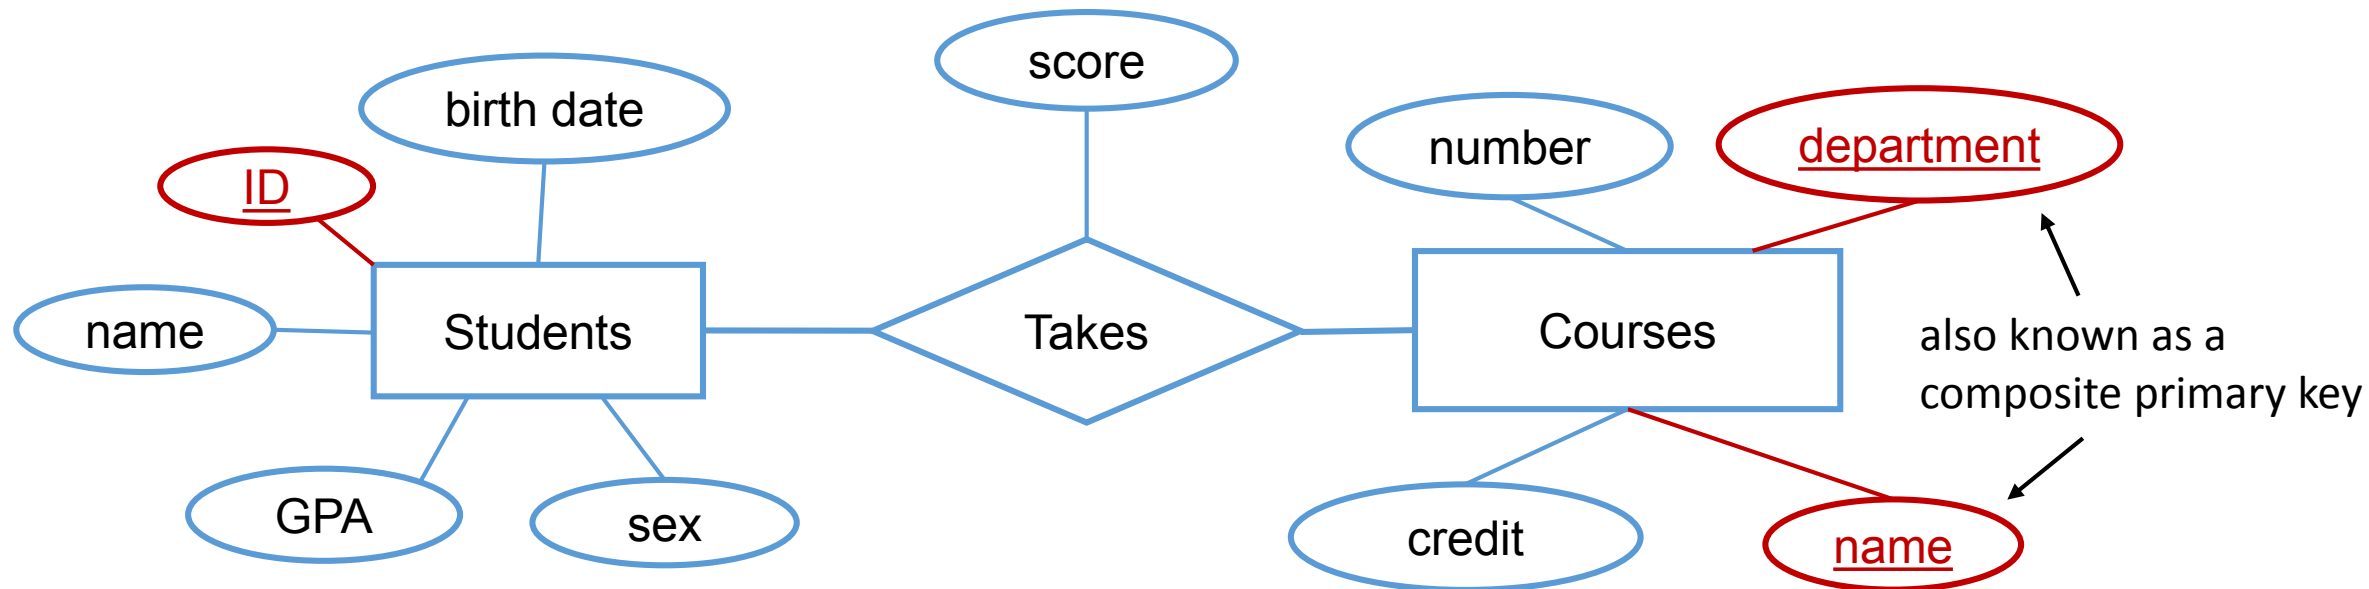 score
birth date
number
department
ID
name
Students
Takes
Courses
also known as a
composite primary key
GPA
sex
credit
name